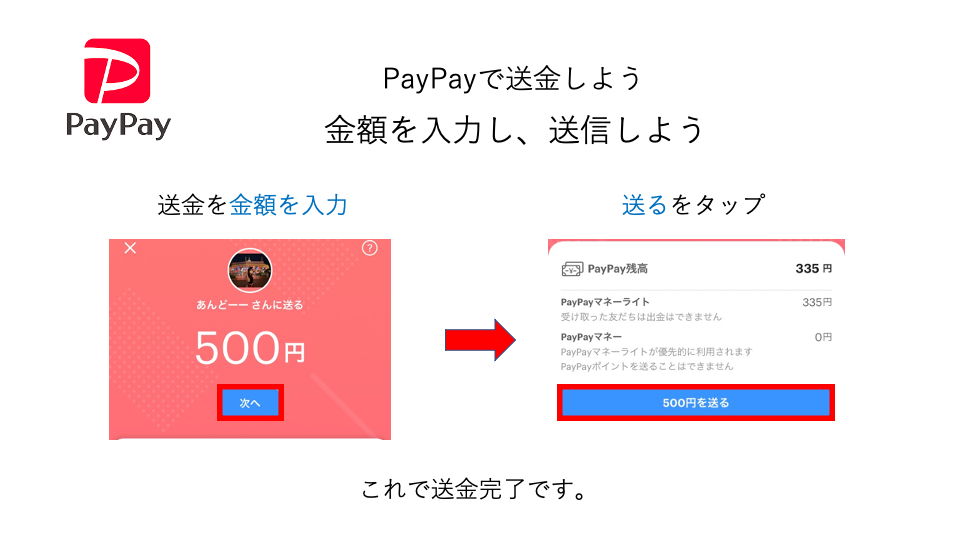 PayPay
PayPayで送金しよう
金額を入力し、送信しよう
送金を金額を入力
あんどーー さんに送る
500円
次へ
送るをタップ
PayPay残高 335 円
PayPayマネーライト 335円
受け取った友だちは出金はできません
PayPayマネー 0円
PayPayマネーライトが優先的に利用されます
PayPayポイントを送ることはできません
500円を送る
これで送金完了です。